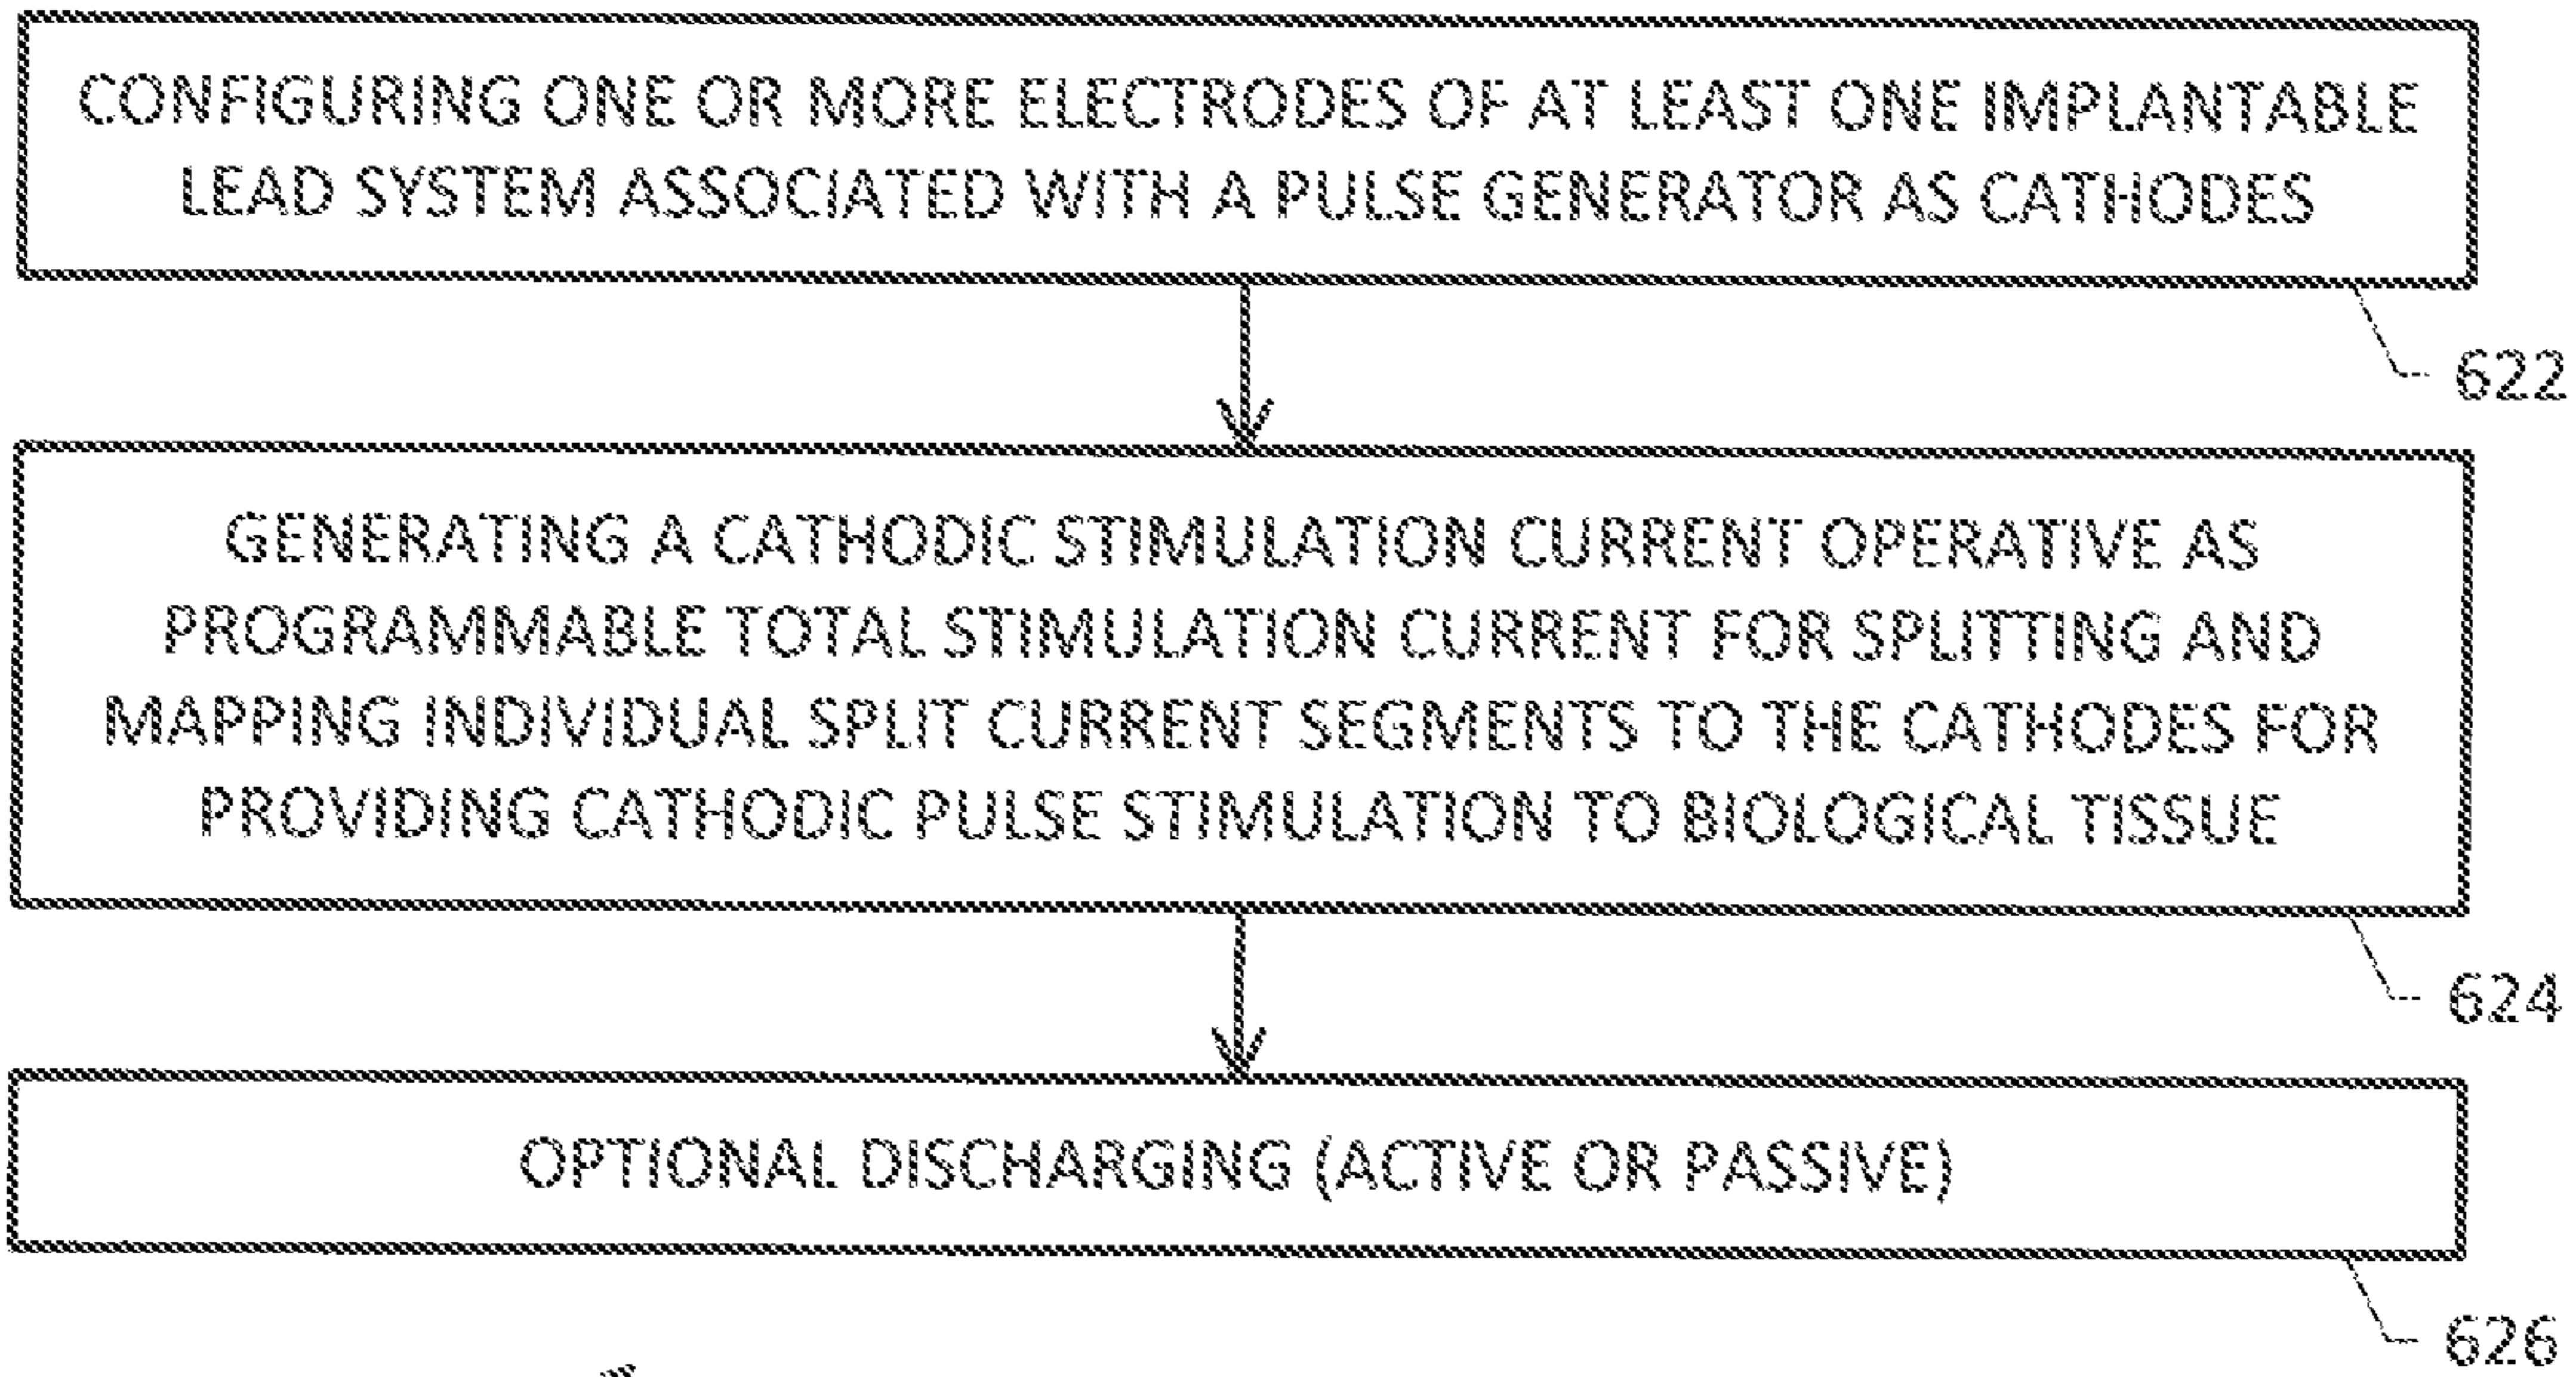 CONFIGURING ONE OR MORE ELECTRODES OF AT LEAST ONE IMPLANTABLE
LEAD SYSTEM ASSOCIATED WITH A PULSE GENERATOR AS CATHODES
622
GENERATING A CATHODIC STIMULATION CURRENT OPERATIVE AS
PROGRAMMABLE TOTAL STIMULATION CURRENT FOR SPLITTING AND
MAPPING INDIVIDUAL SPLIT CURRENT SEGMENTS TO THE CATHODES FOR
PROVIDING CATHODIC PULSE STIMULATION TO BIOLOGICAL TISSUE
624
OPTIONAL DISCHARGING (ACTIVE OR PASSIVE)
626